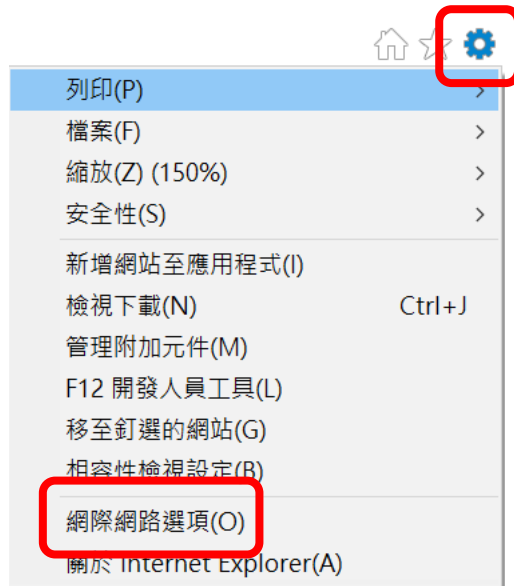 列印(P)
檔案(F)
縮放(Z) (150%)
安全性(S)
新增網站至應用程式(I)
檢視下載(N) Ctrl+J
管理附加元件(M)
F12 開發人員工具(L)
移至釘選的網站(G)
相容性檢視設定(B)
網際網路選項(O)
關於 Internet Explorer(A)